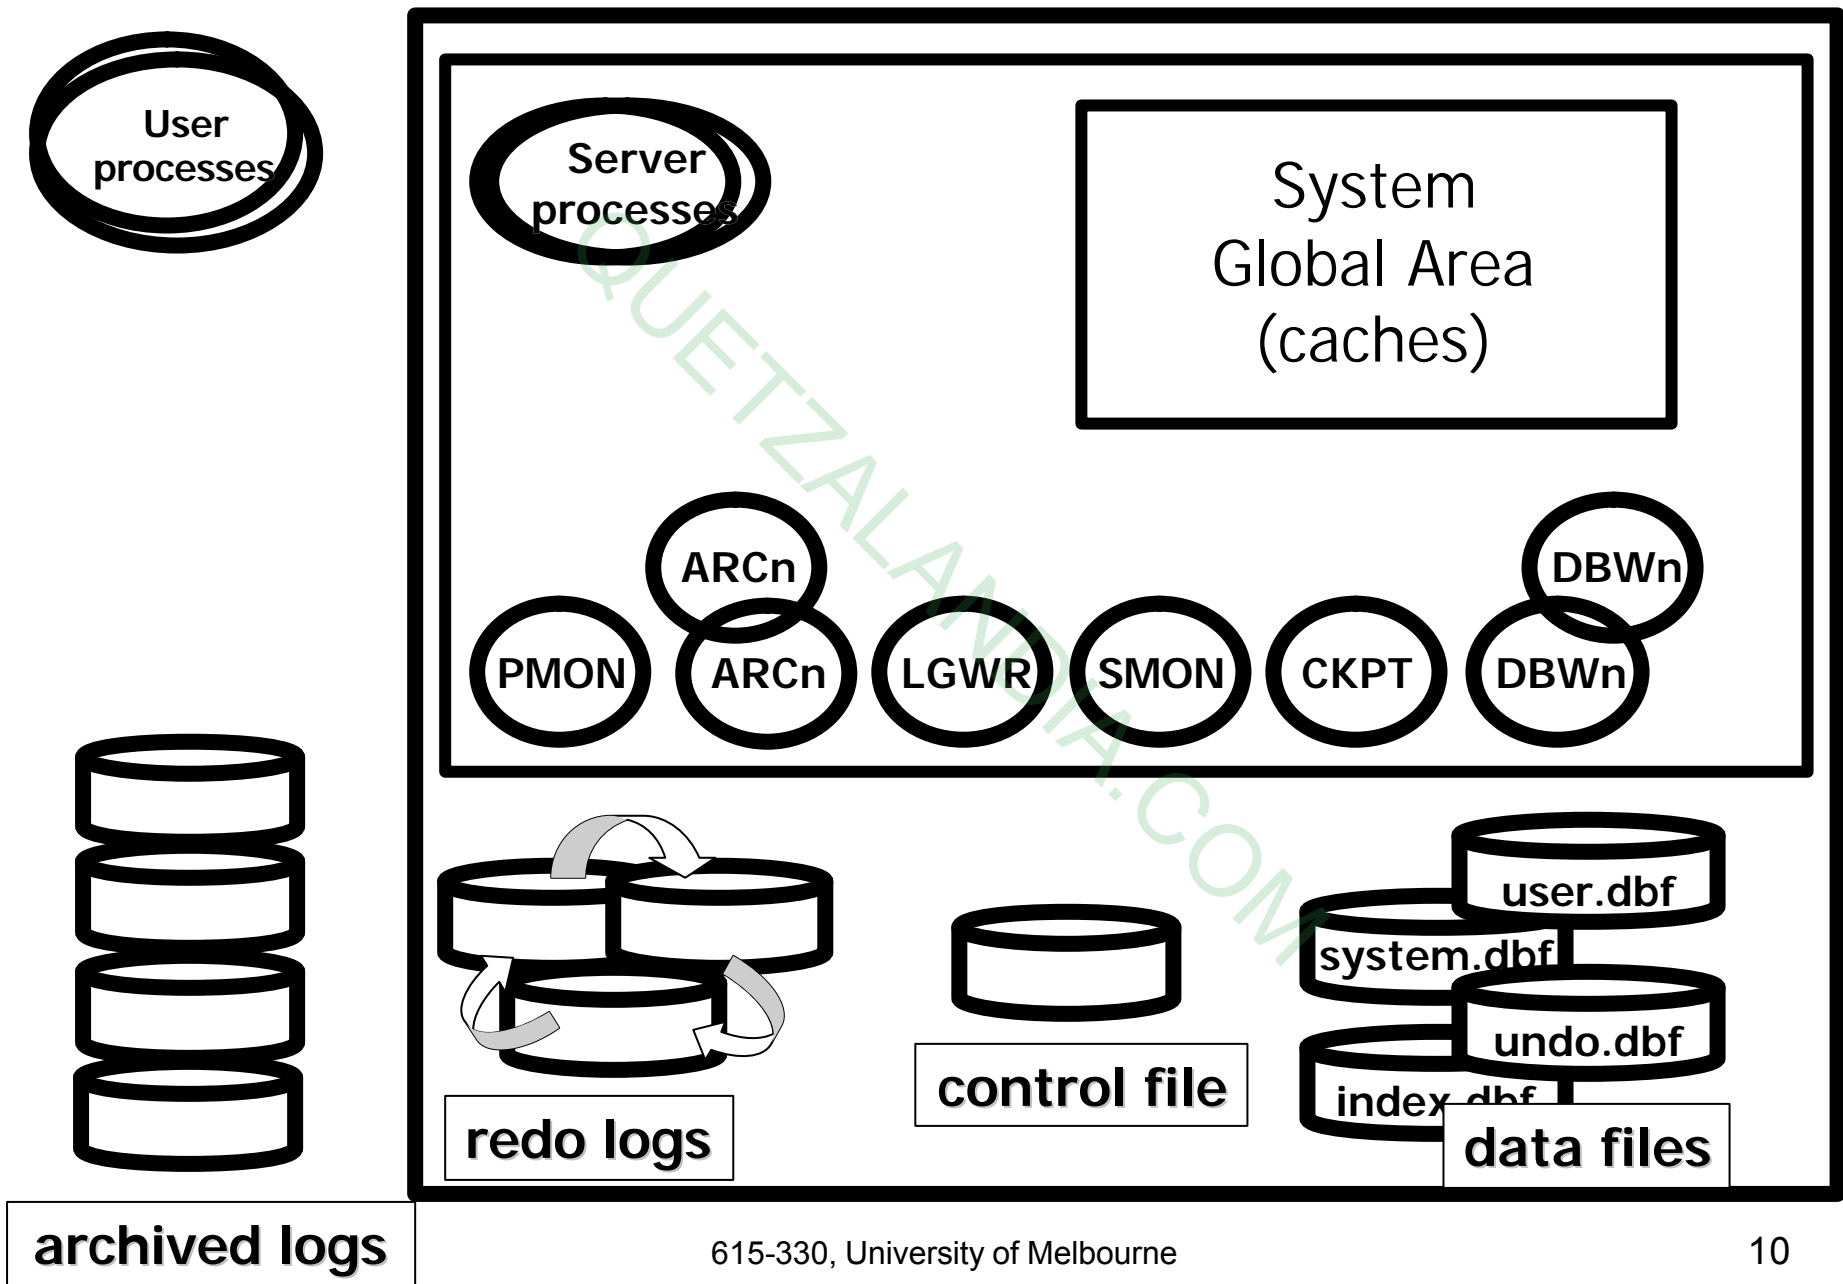 User
processes
Server
processes
System
Global Area
(caches)
ARCn
DBWn
PMON
ARCn
LGWR
SMON
CKPT
DBWn
QUETZALANDIA.COM
user.dbf
system.dbf
undo.dbf
index.dbf
control file
redo logs
data files
archived logs
615-330, University of Melbourne
10